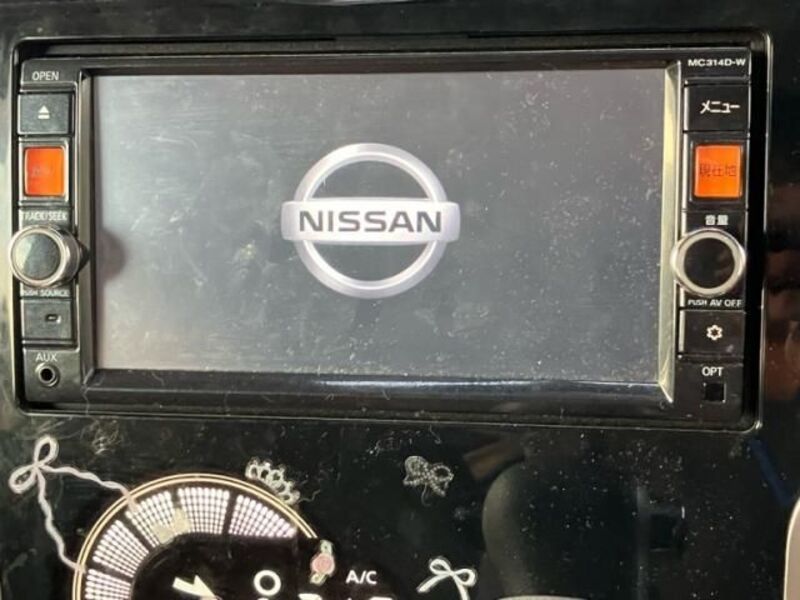 OPEN
MC314D-W
メニュー
現在地
TRACK/SEEK
音量
NISSAN
PUSH SOURCE
PUSH AV OFF
AUX
OPT
A/C